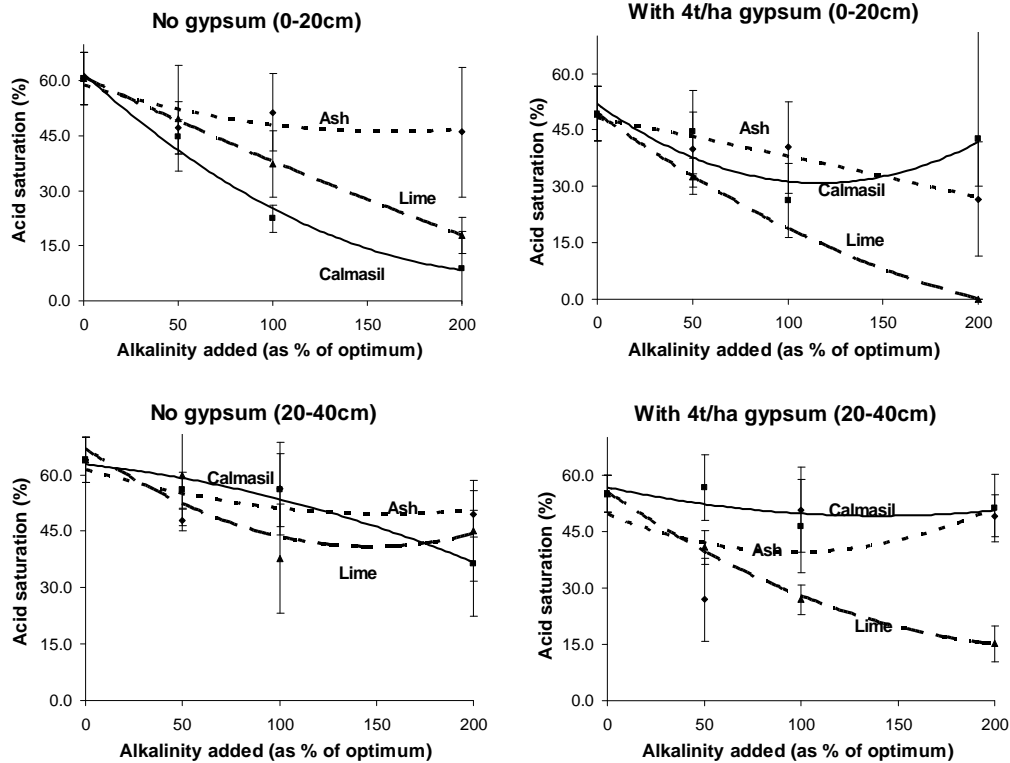 No gypsum (0-20cm)
Acid saturation (%)
60.0
45.0
30.0
15.0
0.0
Ash
Lime
Calmasil
0 50 100 150 200
Alkalinity added (as % of optimum)
With 4t/ha gypsum (0-20cm)
Acid saturation (%)
60.0
45.0
30.0
15.0
0.0
Ash
Calmasil
Lime
0 50 100 150 200
Alkalinity added (as % of optimum)
No gypsum (20-40cm)
Acid saturation (%)
60.0
45.0
30.0
15.0
0.0
Calmasil
Ash
Lime
0 50 100 150 200
Alkalinity added (as % of optimum)
With 4t/ha gypsum (20-40cm)
Acid saturation (%)
60.0
45.0
30.0
15.0
0.0
Calmasil
Ash
Lime
0 50 100 150 200
Alkalinity added (as % of optimum)